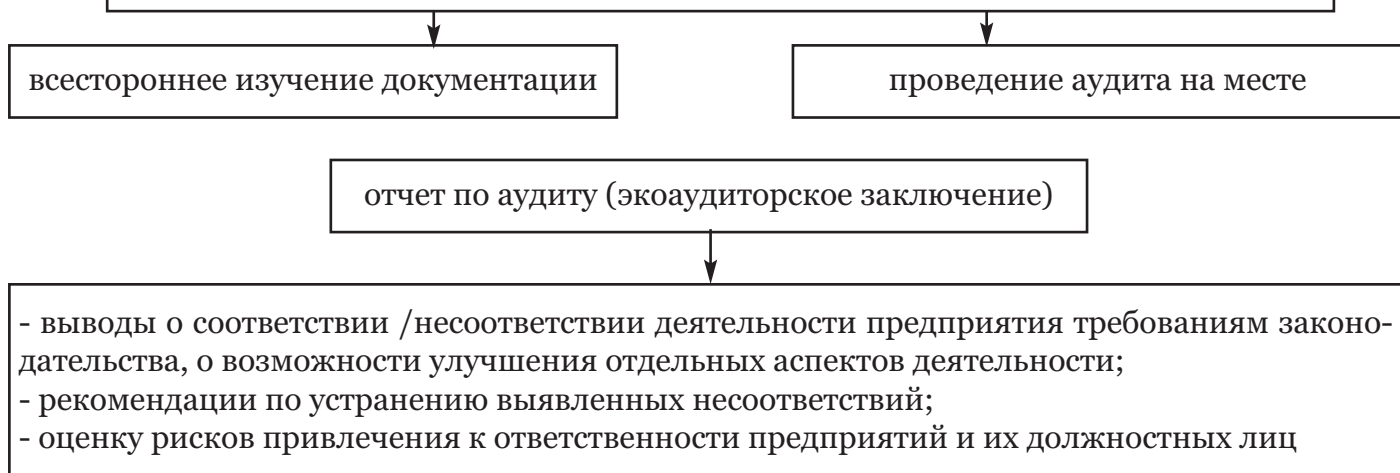 всестороннее изучение документации
проведение аудита на месте
отчет по аудиту (экоаудиторское заключение)
- выводы о соответствии /несоответствии деятельности предприятия требованиям законо-
дательства, о возможности улучшения отдельных аспектов деятельности;
- рекомендации по устранению выявленных несоответствий;
- оценку рисков привлечения к ответственности предприятий и их должностных лиц